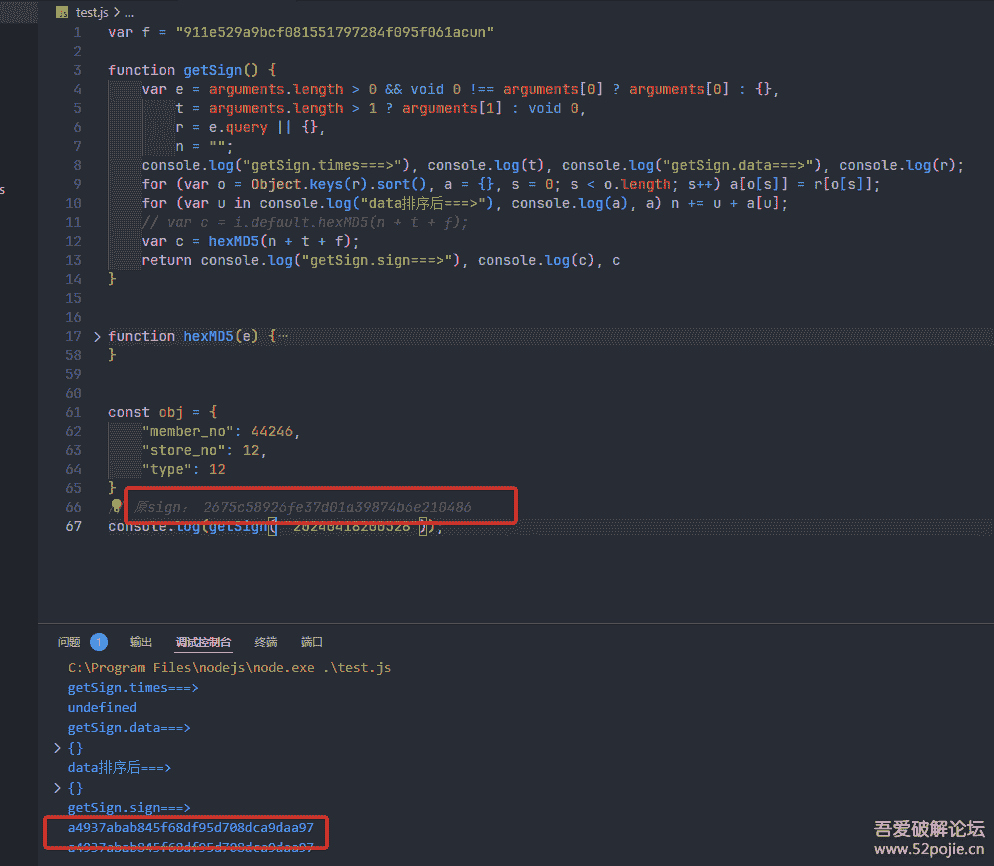 test.js > ...
1 var f = "911e529a9bcf081551797284f095f061acun"
2
3 function getSign() {
4 var e = arguments.length > 0 && void 0 !== arguments[0] ? arguments[0] : {},
5 t = arguments.length > 1 ? arguments[1] : void 0,
6 r = e.query || {},
7 n = "";
8 console.log("getSign.times===>"), console.log(t), console.log("getSign.data===>"), console.log(r);
9 for (var o = Object.keys(r).sort(), a = {}, s = 0; s < o.length; s++) a[o[s]] = r[o[s]];
10 for (var u in console.log("data排序后===>"), console.log(a), a) n += u + a[u];
11 // var c = i.default.hexMD5(n + t + f);
12 var c = hexMD5(n + t + f);
13 return console.log("getSign.sign===>"), console.log(c), c
14 }
15
16
17 > function hexMD5(e) {…
58 }
59
60
61 const obj = {
62 "member_no": 44246,
63 "store_no": 12,
64 "type": 12
65 }
66 原sign: 2675c58926fe37d01a39874b6e210486
67 console.log(getSign( "20240418200528"));
s
问题 1 输出 调试控制台 终端 端口
C:\Program Files\nodejs\node.exe .\test.js
getSign.times===>
undefined
getSign.data===>
> {}
data排序后===>
> {}
getSign.sign===>
a4937abab845f68df95d708dca9daa97
a4937abab845f68df95d708dca9daa97
吾爱破解论坛
www.52pojie.cn